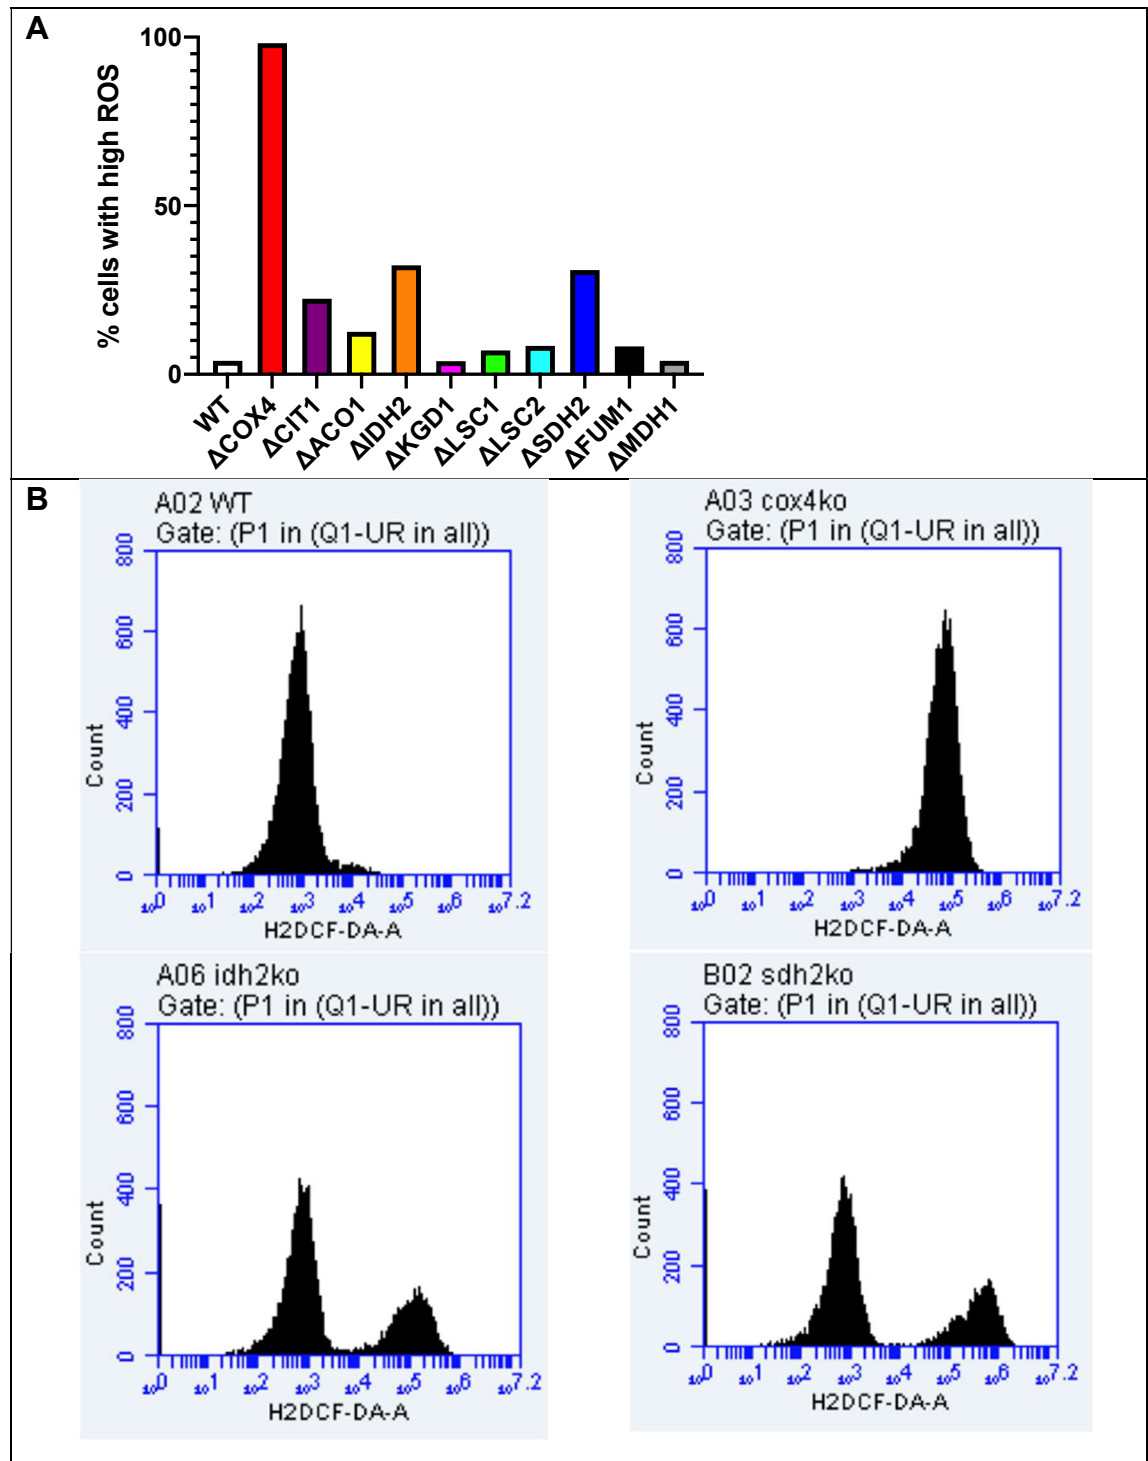 A
% cells with high ROS
100
50
0
WT
ΔCOX4
ΔCIT1
ΔACO1
ΔIDH2
ΔKGD1
ΔLSC1
ΔLSC2
ΔSDH2
ΔFUM1
ΔMDH1
B
A02 WT
Gate: (P1 in (Q1-UR in all))
Count
800
600
400
200
0
10^0 10^1 10^2 10^3 10^4 10^5 10^6 10^7.2
H2DCF-DA-A
A03 cox4ko
Gate: (P1 in (Q1-UR in all))
Count
800
600
400
200
0
10^0 10^1 10^2 10^3 10^4 10^5 10^6 10^7.2
H2DCF-DA-A
A06 idh2ko
Gate: (P1 in (Q1-UR in all))
Count
800
600
400
200
0
10^0 10^1 10^2 10^3 10^4 10^5 10^6 10^7.2
H2DCF-DA-A
B02 sdh2ko
Gate: (P1 in (Q1-UR in all))
Count
800
600
400
200
0
10^0 10^1 10^2 10^3 10^4 10^5 10^6 10^7.2
H2DCF-DA-A